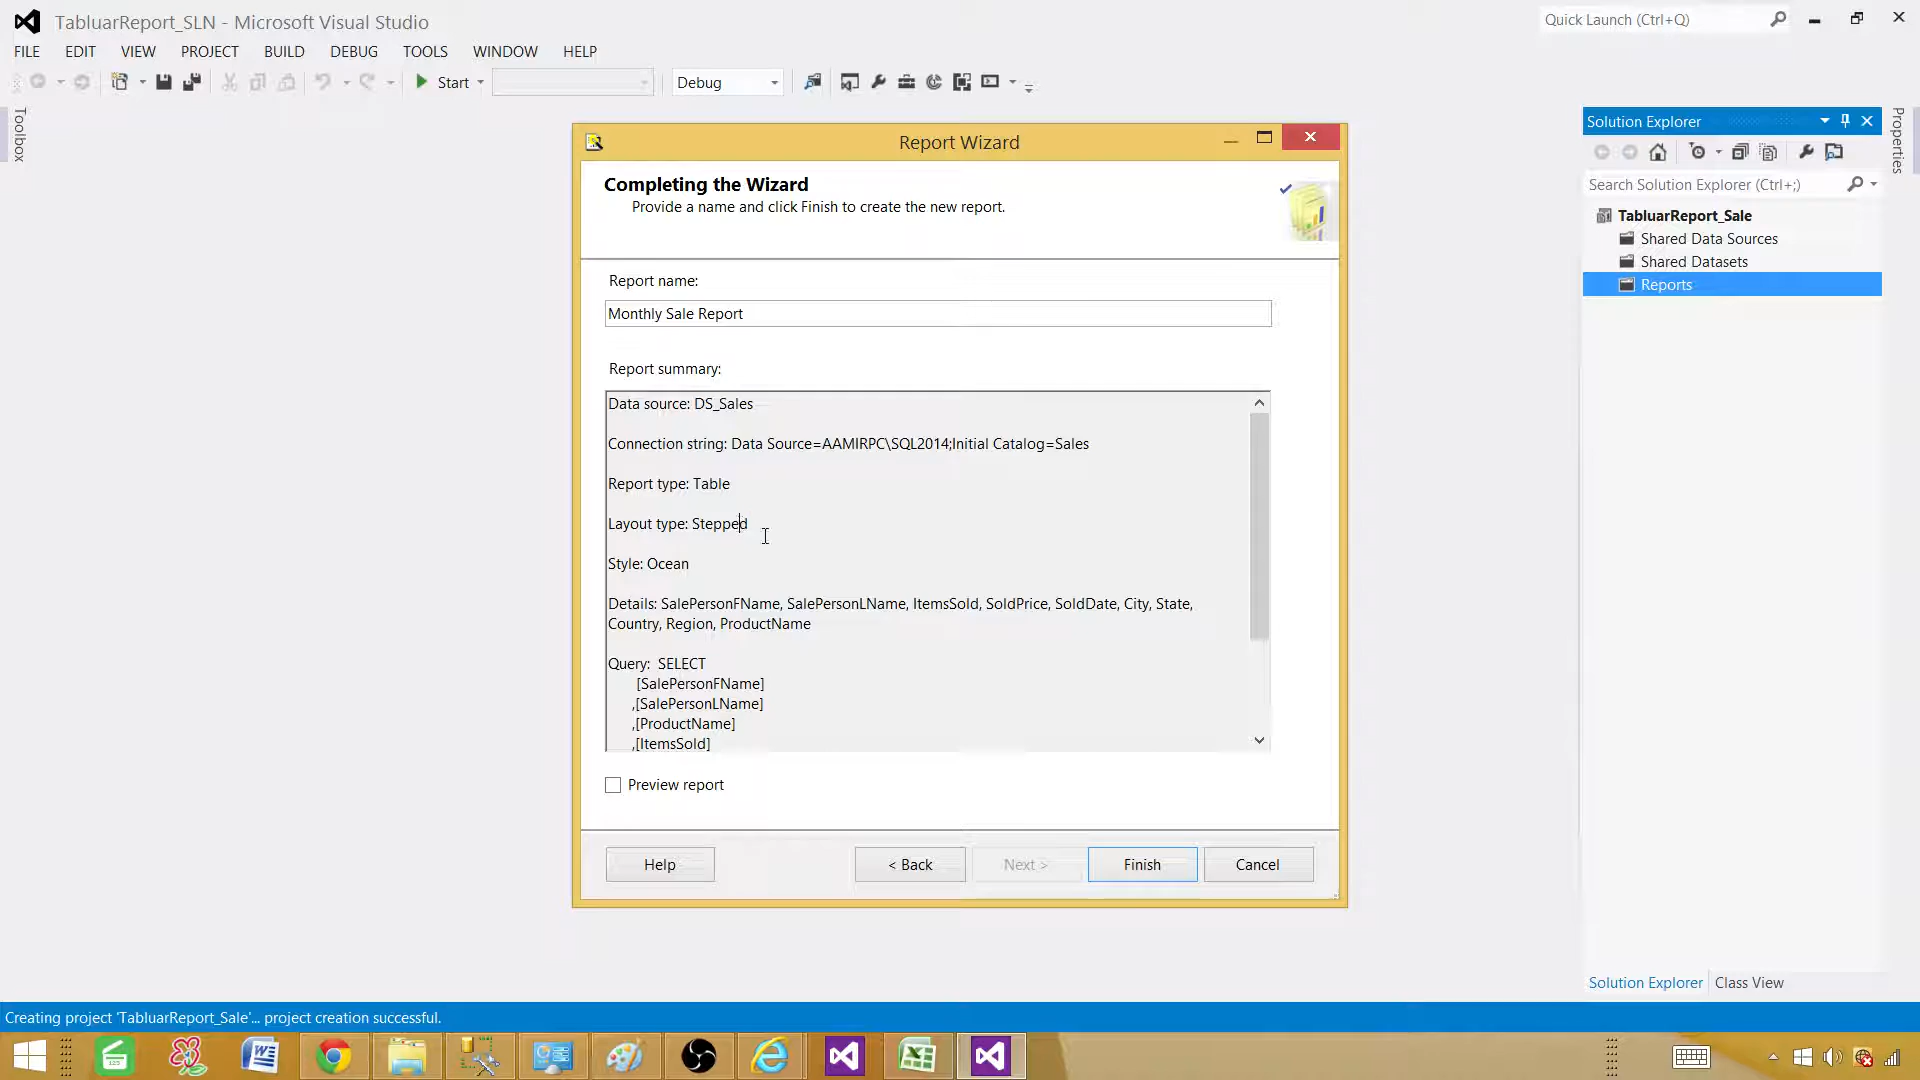 TabluarReport_SLN - Microsoft Visual Studio
Quick Launch (Ctrl+Q)
FILE EDIT VIEW PROJECT BUILD DEBUG TOOLS WINDOW HELP
Start
Debug
Toolbox
Report Wizard
Completing the Wizard
Provide a name and click Finish to create the new report.
Report name:
Monthly Sale Report
Report summary:
Data source: DS_Sales
Connection string: Data Source=AAMIRPC\SQL2014;Initial Catalog=Sales
Report type: Table
Layout type: Stepped
Style: Ocean
Details: SalePersonFName, SalePersonLName, ItemsSold, SoldPrice, SoldDate, City, State,
Country, Region, ProductName
Query:  SELECT
[SalePersonFName]
,[SalePersonLName]
,[ProductName]
,[ItemsSold]
Preview report
Help
< Back
Next >
Finish
Cancel
Solution Explorer
Search Solution Explorer (Ctrl+;)
TabluarReport_Sale
Shared Data Sources
Shared Datasets
Reports
Properties
Solution Explorer
Class View
Creating project 'TabluarReport_Sale'... project creation successful.